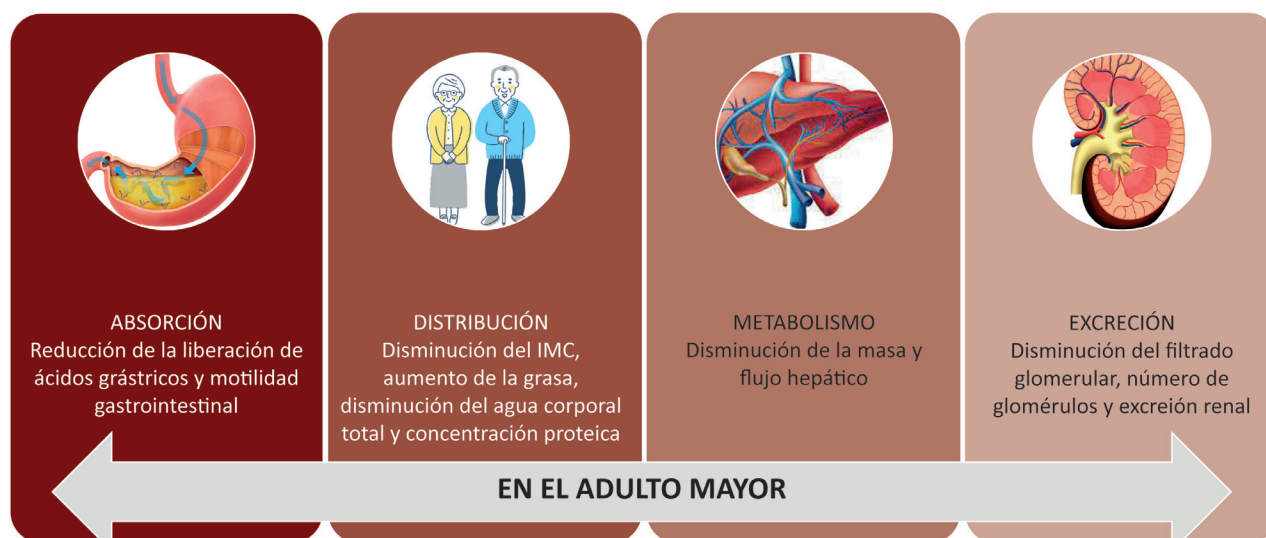 ABSORCIÓN
Reducción de la liberación de
ácidos grástricos y motilidad
gastrointestinal
DISTRIBUCIÓN
Disminución del IMC,
aumento de la grasa,
disminución del agua corporal
total y concentración proteica
METABOLISMO
Disminución de la masa y
flujo hepático
EXCRECIÓN
Disminución del filtrado
glomerular, número de
glomérulos y excreión renal
EN EL ADULTO MAYOR